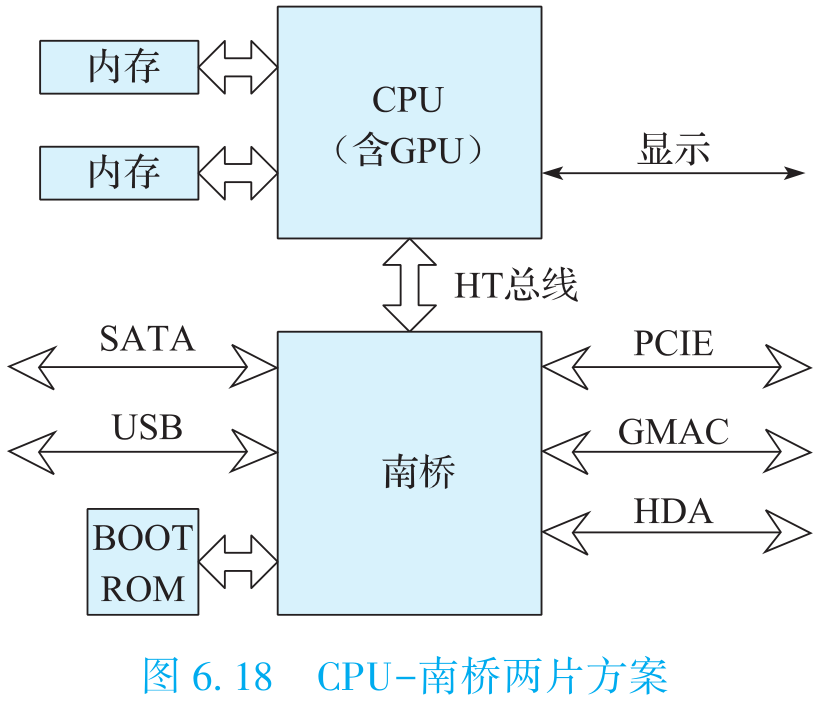 内存
内存
CPU
（含GPU）
显示
HT总线
SATA
USB
BOOT
ROM
南桥
PCIE
GMAC
HDA
图 6.18 CPU-南桥两片方案